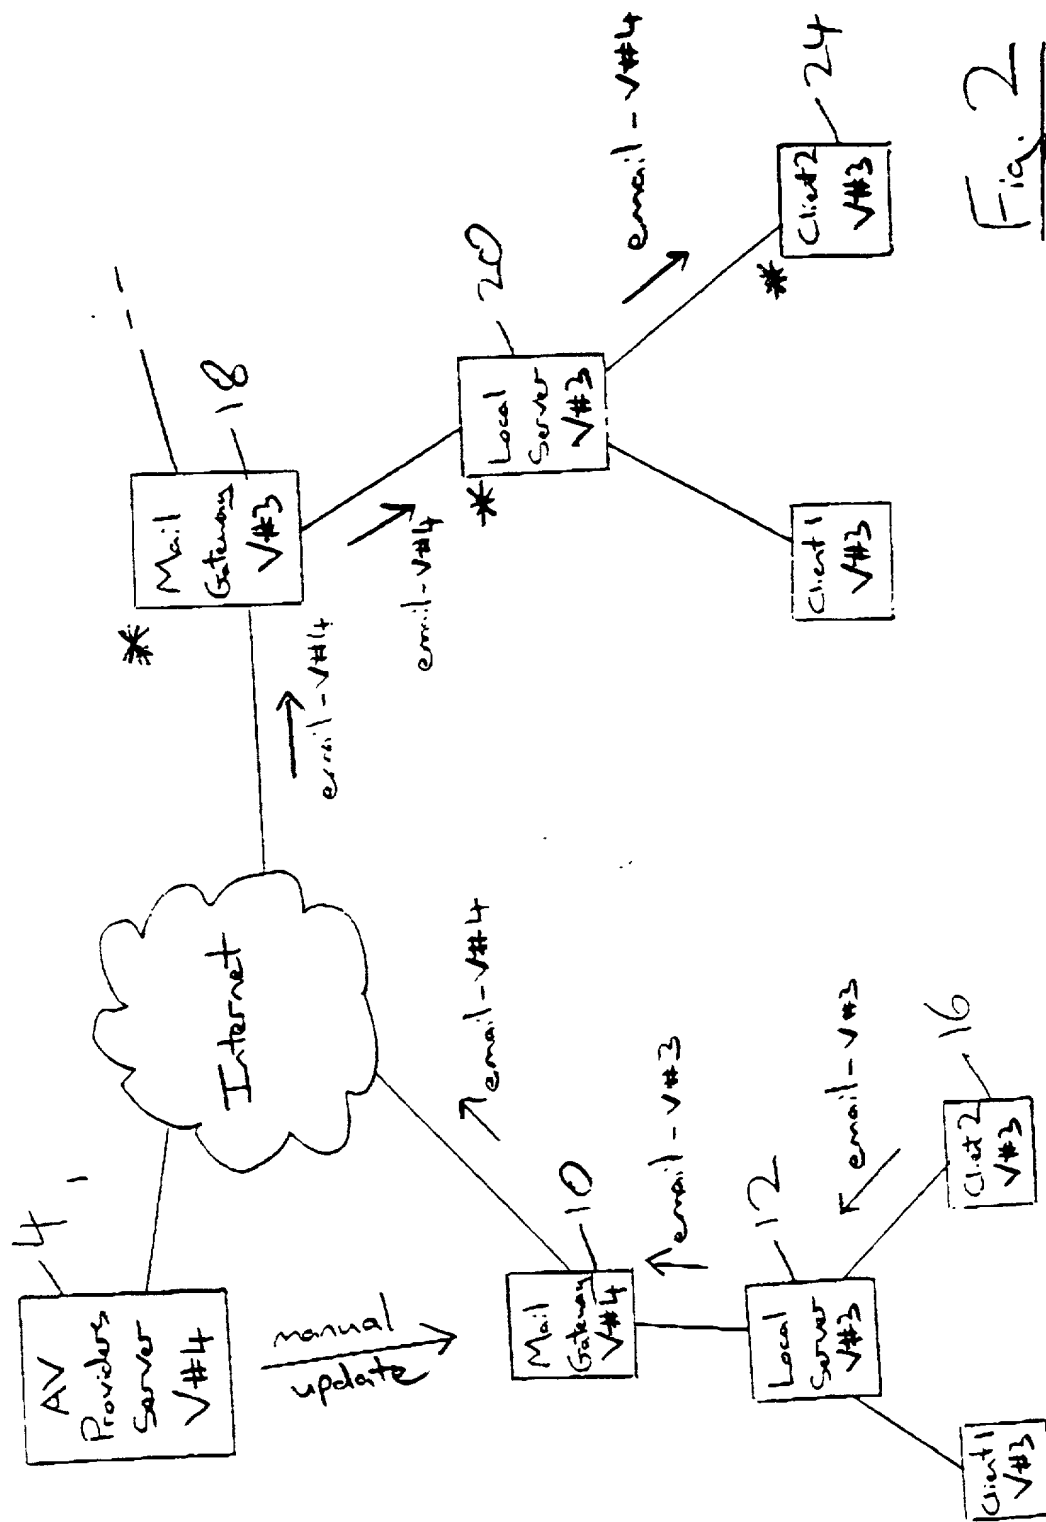 4
AV
Providers
Server
V#4
manual
update
Internet
email-V#4
Mail
Gateway
V#4
10
email-V#3
Local
Server
V#3
12
email-V#3
Client 1
V#3
Client 2
V#3
16
email-V#4
*
Mail
Gateway
V#3
18
email-V#4
*
Local
Server
V#3
20
email-V#4
Client 1
V#3
*
Client 2
V#3
24
Fig. 2